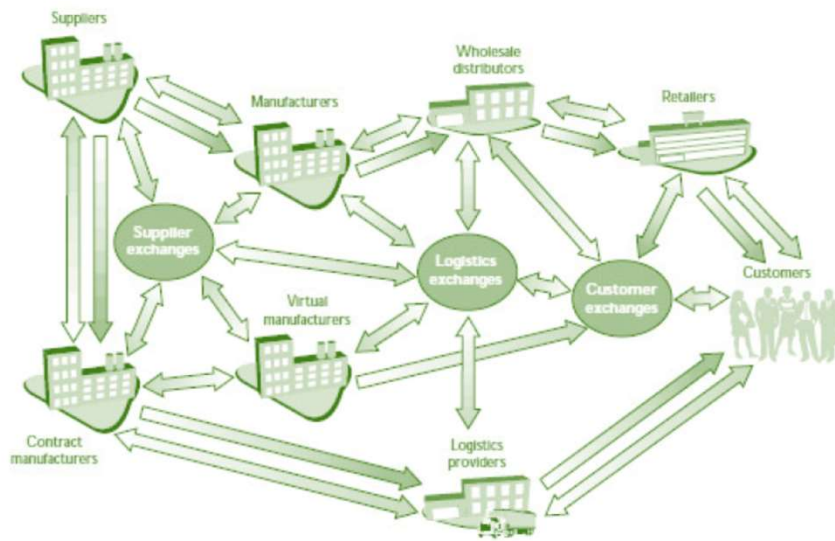 Suppliers
Wholesale
distributors
Manufacturers
Retailers
Supplier
exchanges
Logistics
exchanges
Customers
Customer
exchanges
Virtual
manufacturers
Contract
manufacturers
Logistics
providers